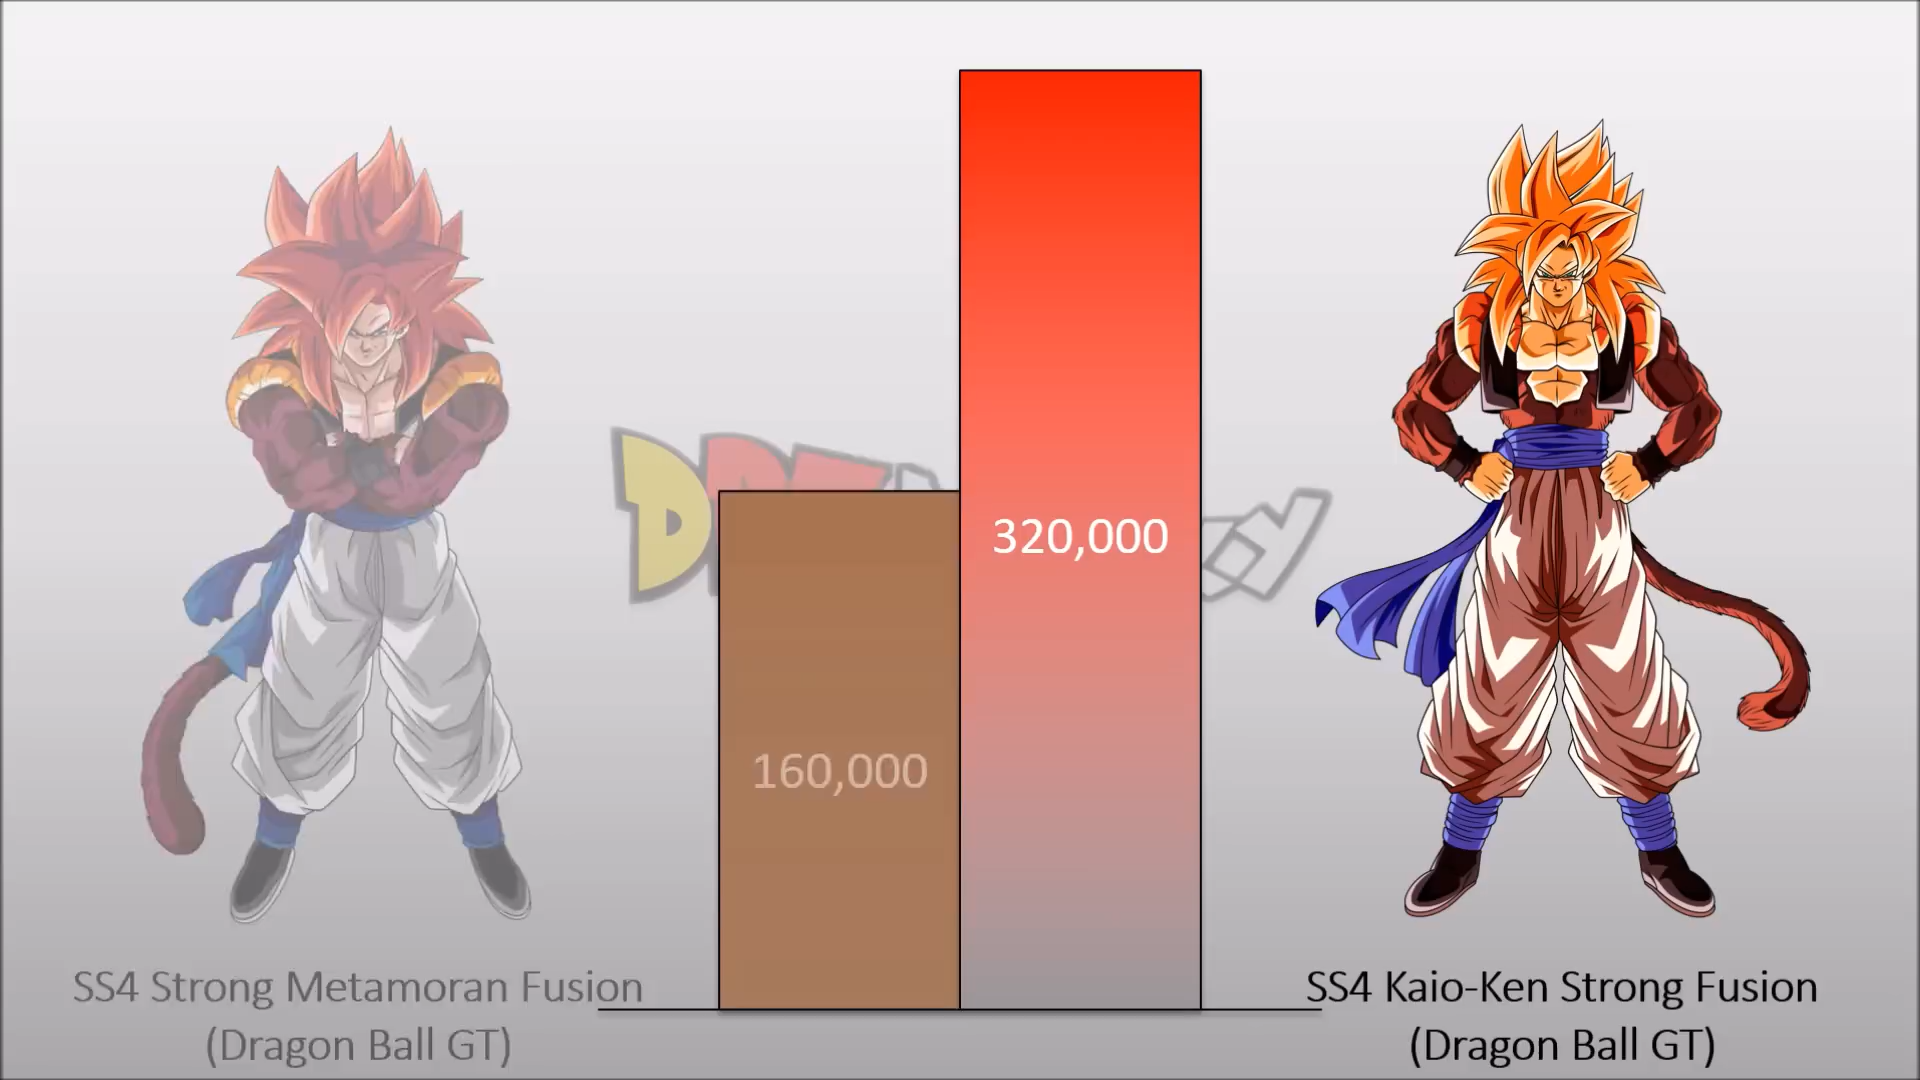 160,000
320,000
SS4 Strong Metamoran Fusion
(Dragon Ball GT)
SS4 Kaio-Ken Strong Fusion
(Dragon Ball GT)